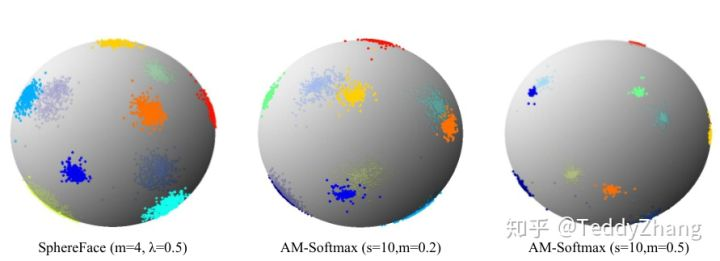 知乎 @TeddyZhang
SphereFace (m=4, λ=0.5)
AM-Softmax (s=10,m=0.2)
AM-Softmax (s=10,m=0.5)